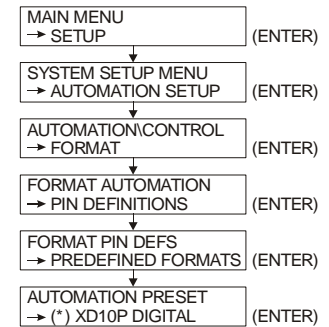 MAIN MENU
→ SETUP (ENTER)
SYSTEM SETUP MENU
→ AUTOMATION SETUP (ENTER)
AUTOMATION\CONTROL
→ FORMAT (ENTER)
FORMAT AUTOMATION
→ PIN DEFINITIONS (ENTER)
FORMAT PIN DEFS
→ PREDEFINED FORMATS (ENTER)
AUTOMATION PRESET
→ (*) XD10P DIGITAL (ENTER)